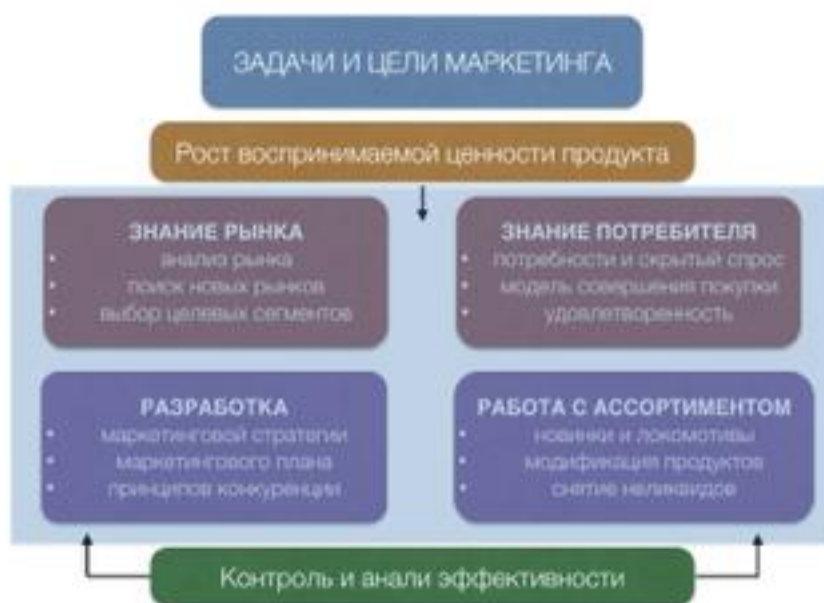 ЗАДАЧИ И ЦЕЛИ МАРКЕТИНГА
Рост воспринимаемой ценности продукта
ЗНАНИЕ РЫНКА
• анализ рынка
• поиск новых рынков
• выбор целевых сегментов
ЗНАНИЕ ПОТРЕБИТЕЛЯ
• потребности и скрытый спрос
• модель совершения покупки
• удовлетворенность
РАЗРАБОТКА
• маркетинговой стратегии
• маркетингового плана
• принципов конкуренции
РАБОТА С АССОРТИМЕНТОМ
• новинки и локомотивы
• модификация продуктов
• снятие неликвидов
Контроль и анали эффективности